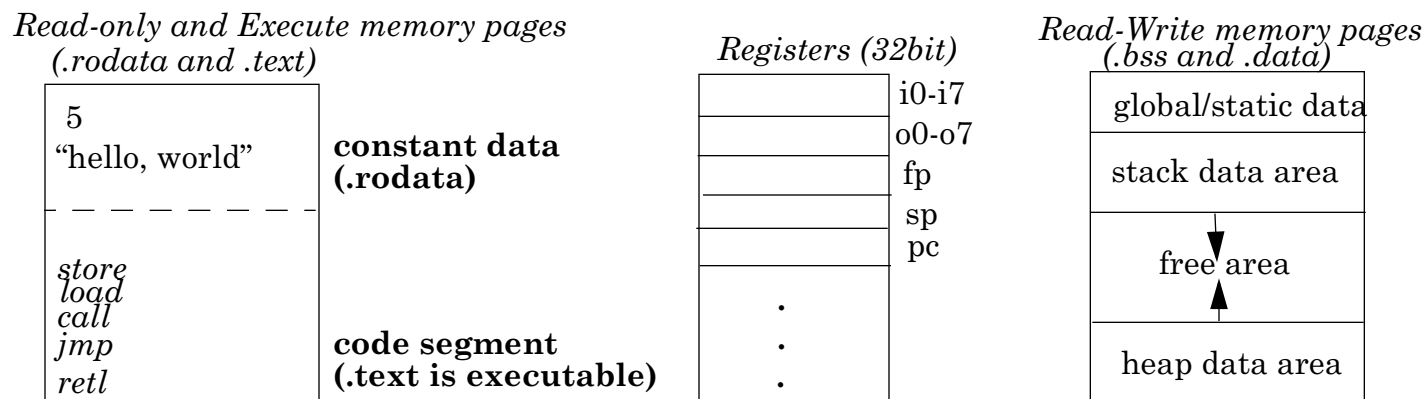 Read-only and Execute memory pages
(.rodata and .text)
5
“hello, world”
constant data
(.rodata)
store
load
call
jmp
retl
code segment
(.text is executable)
Registers (32bit)
i0-i7
o0-o7
fp
sp
pc
.
.
.
Read-Write memory pages
(.bss and .data)
global/static data
stack data area
free area
heap data area